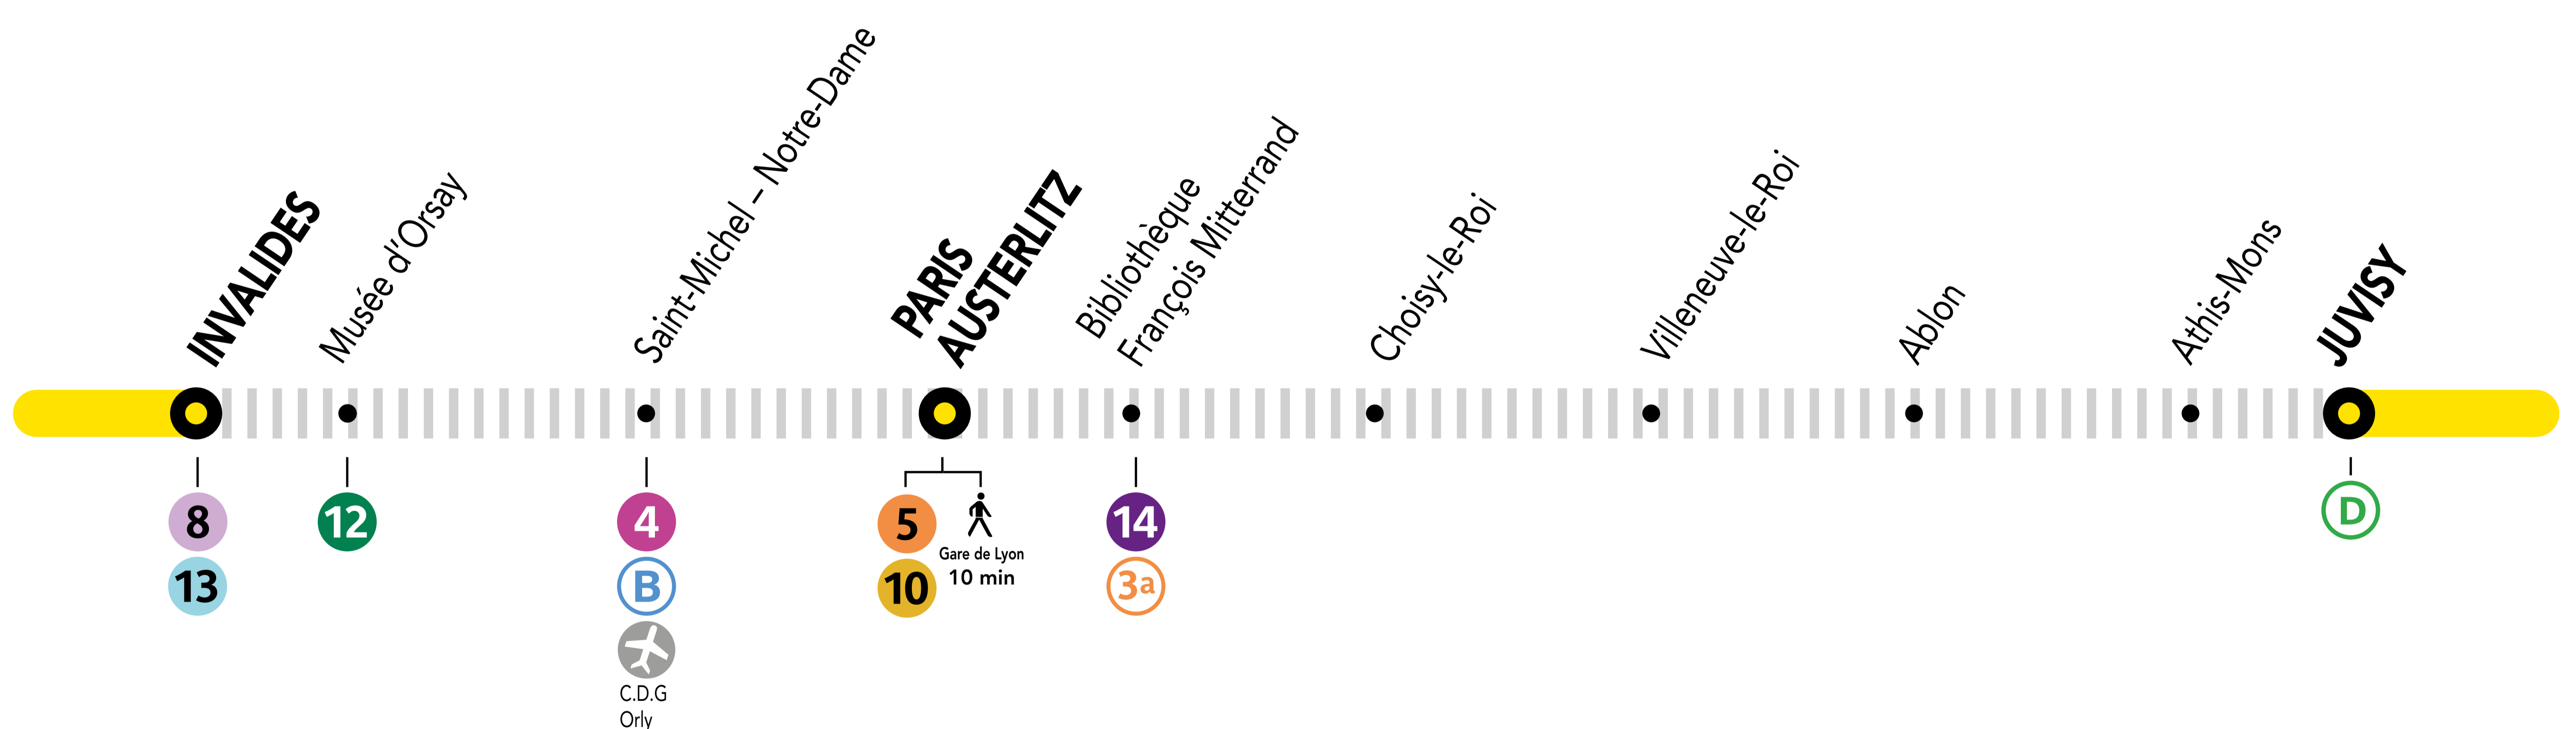 INVALIDES
Musée d'Orsay
Saint-Michel – Notre-Dame
PARIS
AUSTERLITZ
Bibliothèque
François Mitterrand
Choisy-le-Roi
Villeneuve-le-Roi
Ablon
Athis-Mons
JUVISY
8
13
12
4
B
C.D.G
Orly
5
10
Gare de Lyon
10 min
14
3a
D